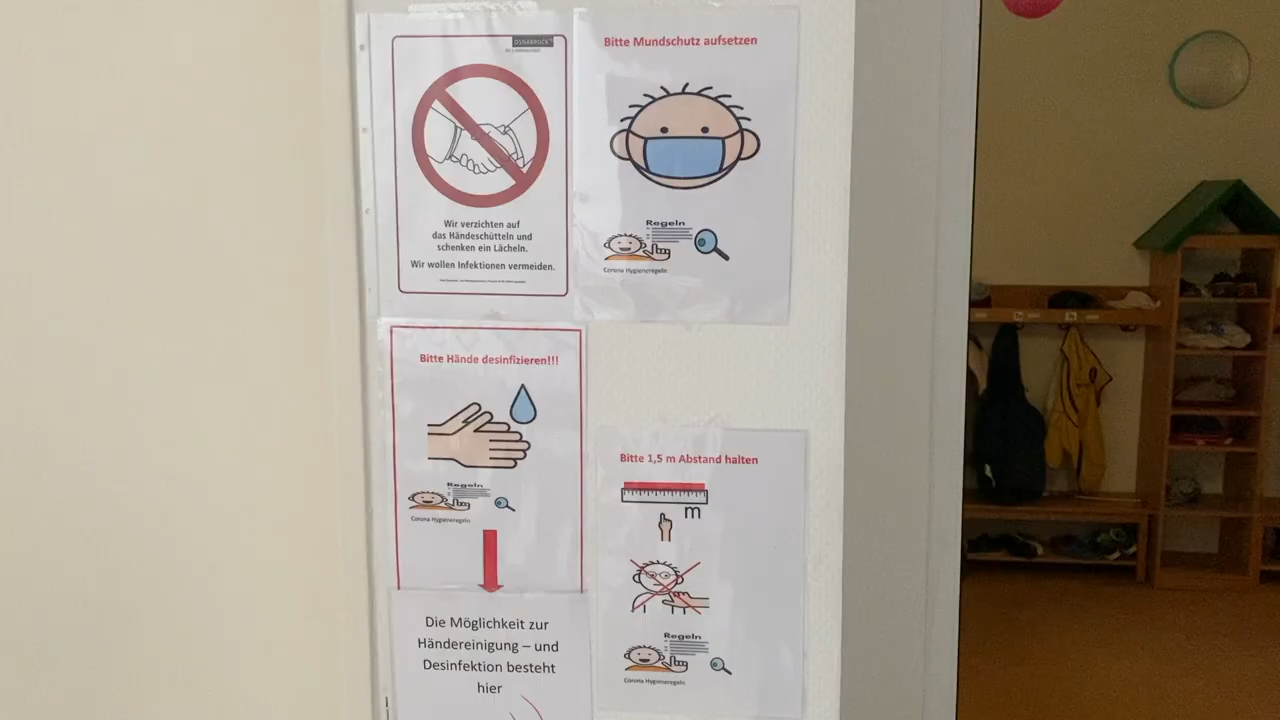 OSNABRÜCK
Wir verzichten auf
das Händeschütteln und
schenken ein Lächeln.
Wir wollen Infektionen vermeiden.
Bitte Mundschutz aufsetzen
Regeln
Corona Hygieneregeln
Bitte Hände desinfizieren!!!
Regeln
Corona Hygieneregeln
Die Möglichkeit zur
Händereinigung – und
Desinfektion besteht
hier
Bitte 1,5 m Abstand halten
m
Regeln
Corona Hygieneregeln